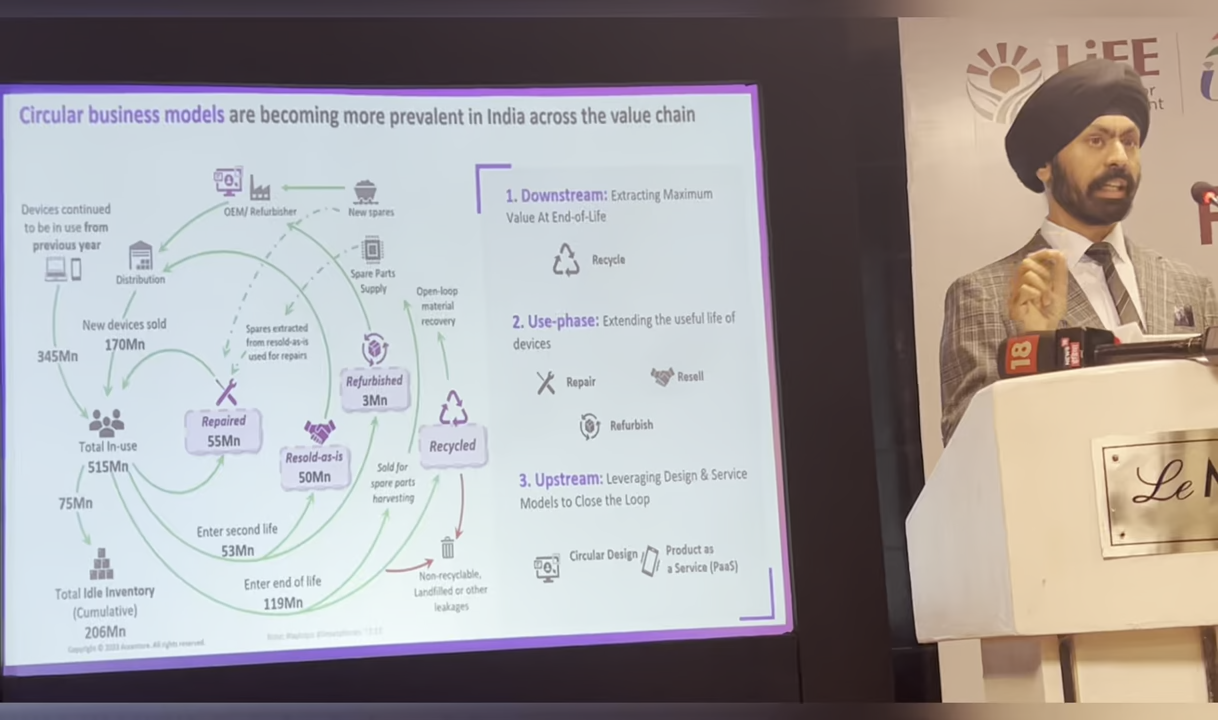 Circular business models are becoming more prevalent in India across the value chain
OEM/ Refurbisher
New spares
Devices continued
to be in use from
previous year
Distribution
Spare Parts
Supply
Open-loop
material
recovery
New devices sold
170Mn
345Mn
Spares extracted
from resold-as-is
used for repairs
Refurbished
3Mn
Repaired
55Mn
Total In-use
515Mn
Resold-as-is
50Mn
Recycled
Sold for
spare parts
harvesting
75Mn
Enter second life
53Mn
Enter end of life
119Mn
Non-recyclable,
Landfilled or other
leakages
Total Idle Inventory
(Cumulative)
206Mn
Copyright © 2023 Accenture. All rights reserved.
1. Downstream: Extracting Maximum
Value At End-of-Life
Recycle
2. Use-phase: Extending the useful life of
devices
Repair
Resell
Refurbish
3. Upstream: Leveraging Design & Service
Models to Close the Loop
Circular Design
Product as
a Service (PaaS)
LiFE
18
Le